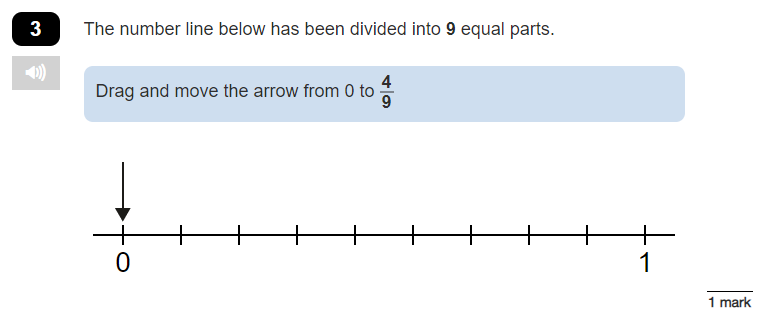 3 The number line below has been divided into 9 equal parts.
Drag and move the arrow from 0 to 4/9
0 1
1 mark